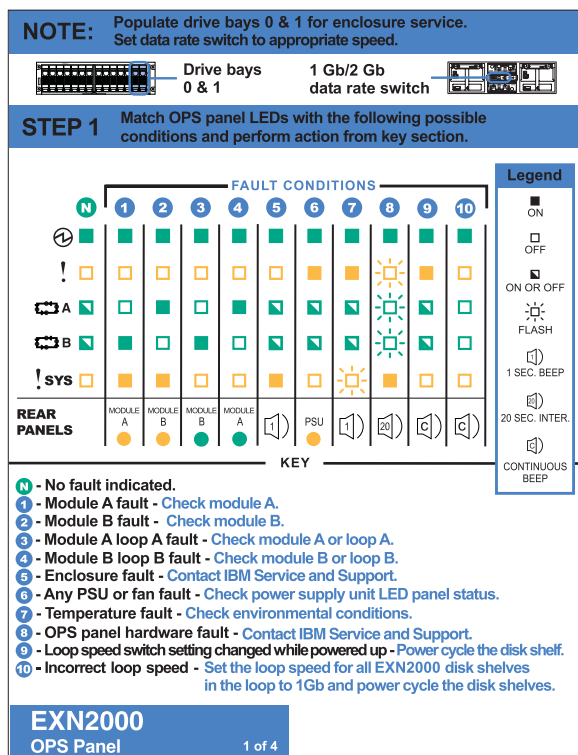 NOTE: Populate drive bays 0 & 1 for enclosure service.
Set data rate switch to appropriate speed.
Drive bays
0 & 1
1 Gb/2 Gb
data rate switch
STEP 1 Match OPS panel LEDs with the following possible
conditions and perform action from key section.
FAULT CONDITIONS
N 1 2 3 4 5 6 7 8 9 10
!
A
B
! SYS
REAR
PANELS
MODULE
A
MODULE
B
MODULE
B
MODULE
A
1
PSU
1
20
C
C
Legend
ON
OFF
ON OR OFF
FLASH
1
1 SEC. BEEP
20
20 SEC. INTER.
C
CONTINUOUS
BEEP
KEY
N - No fault indicated.
1 - Module A fault - Check module A.
2 - Module B fault - Check module B.
3 - Module A loop A fault - Check module A or loop A.
4 - Module B loop B fault - Check module B or loop B.
5 - Enclosure fault - Contact IBM Service and Support.
6 - Any PSU or fan fault - Check power supply unit LED panel status.
7 - Temperature fault - Check environmental conditions.
8 - OPS panel hardware fault - Contact IBM Service and Support.
9 - Loop speed switch setting changed while powered up - Power cycle the disk shelf.
10 - Incorrect loop speed - Set the loop speed for all EXN2000 disk shelves
in the loop to 1Gb and power cycle the disk shelves.
EXN2000
OPS Panel 1 of 4